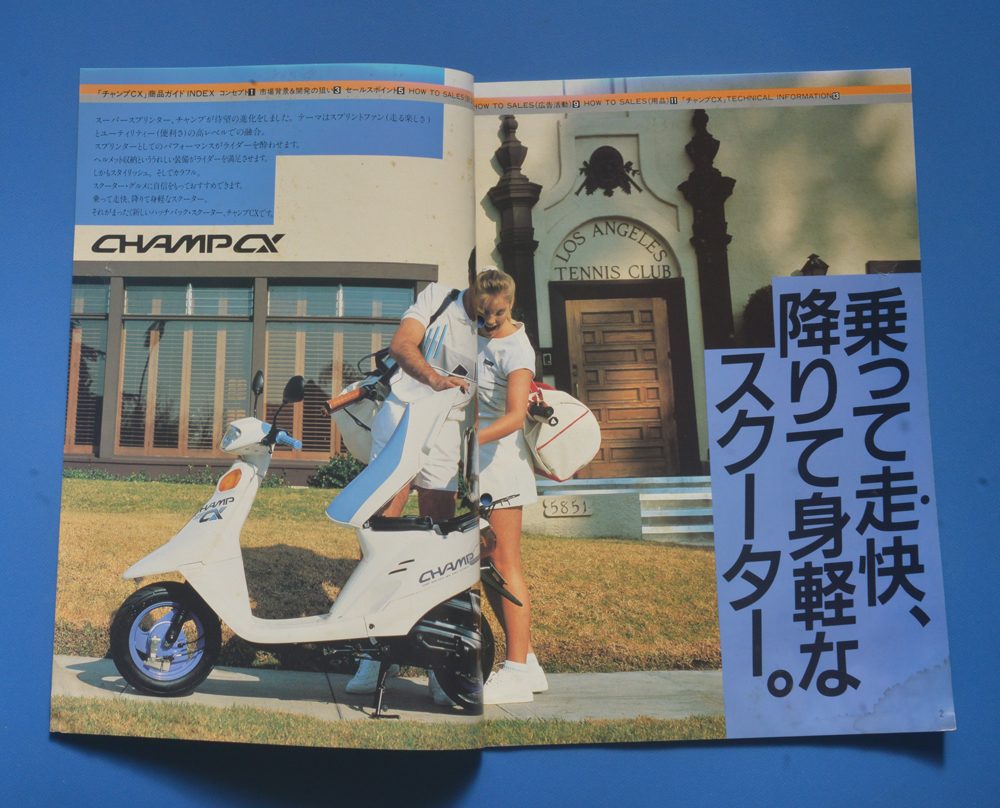 「チャンプCX」商品ガイド INDEX コンセプト1 市場背景&開発の狙い3 セールスポイント5 HOW TO SALES
HOW TO SALES(広告活動)9 HOW TO SALES(用品)11 「チャンプCX」TECHNICAL INFORMATION
スーパースプリンター、チャンプが待望の進化をしました。テーマはスプリントファン(走る楽しさ)
とユーティリティー(便利さ)の高レベルでの融合。
スプリンターとしてのパフォーマンスがライダーを酔わせます。
ヘルメット収納といううれしい装備がライダーを満足させます。
しかもスタイリッシュ。そしてカラフル。
スクーター・グルメに自信をもっておすすめできます。
乗って走快、降りて身軽なスクーター。
それがまったく新しいハッチバック・スクーター、チャンプCXです。
CHAMP CX
LOS ANGELES
TENNIS CLUB
乗って走快、
降りて身軽な
スクーター。
5851
CHAMP
CX
CHAMP
2